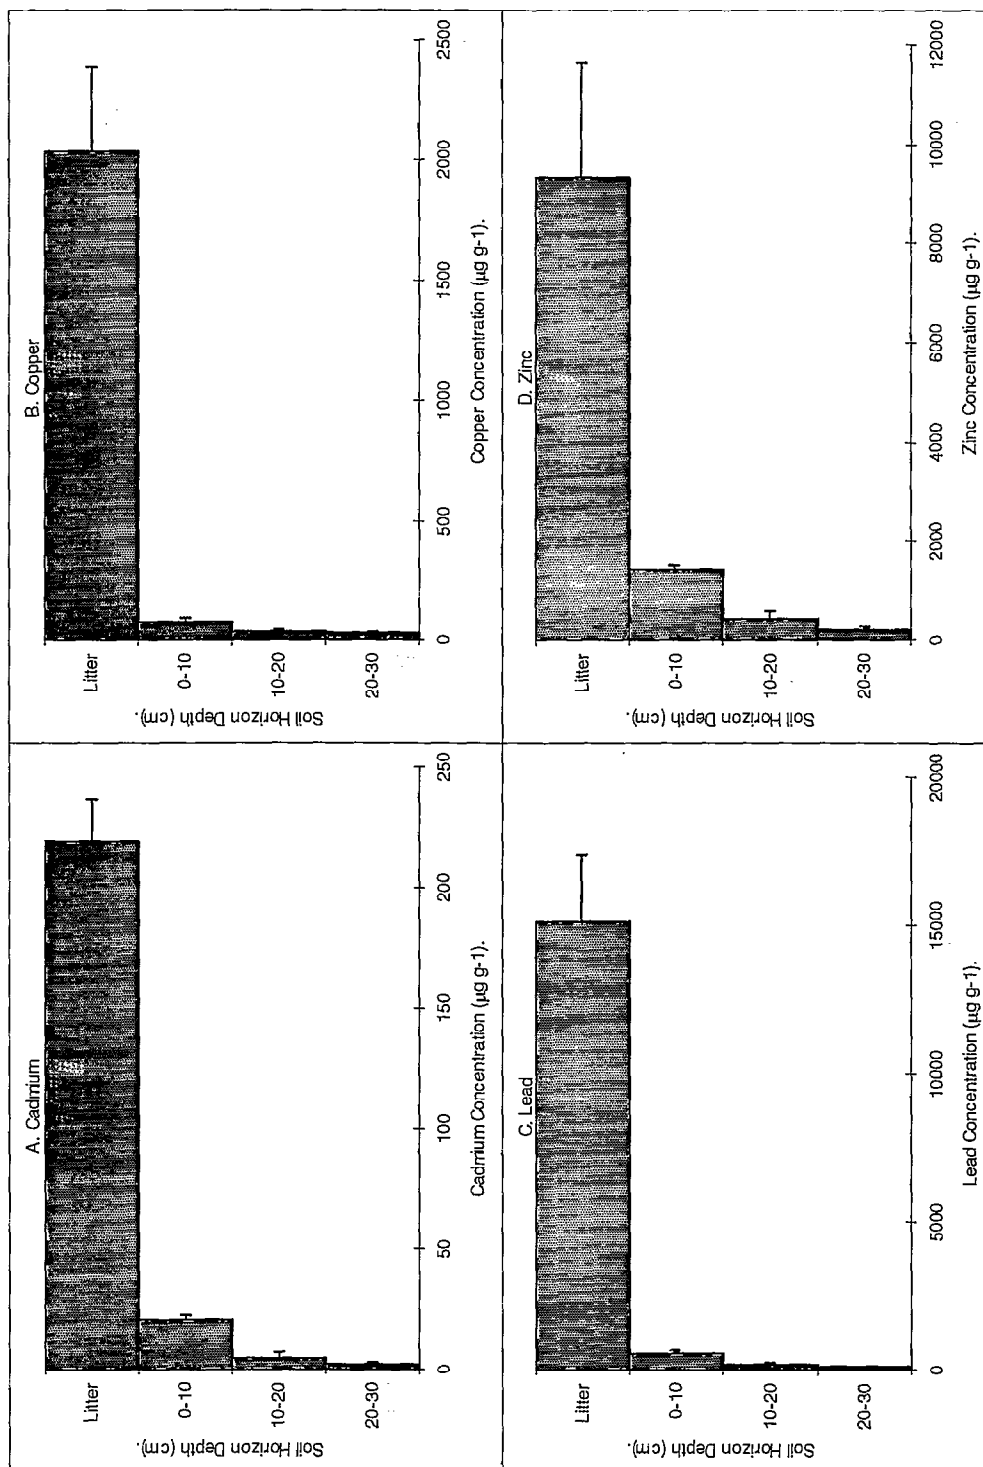 A. Cadmium
Soil Horizon Depth (cm).
Litter
0-10
10-20
20-30
0
50
100
150
200
250
Cadmium Concentration (µg g-1).
B. Copper
Soil Horizon Depth (cm).
Litter
0-10
10-20
20-30
0
500
1000
1500
2000
2500
Copper Concentration (µg g-1).
C. Lead
Soil Horizon Depth (cm).
Litter
0-10
10-20
20-30
0
5000
10000
15000
20000
Lead Concentration (µg g-1).
D. Zinc
Soil Horizon Depth (cm).
Litter
0-10
10-20
20-30
0
2000
4000
6000
8000
10000
12000
Zinc Concentration (µg g-1).